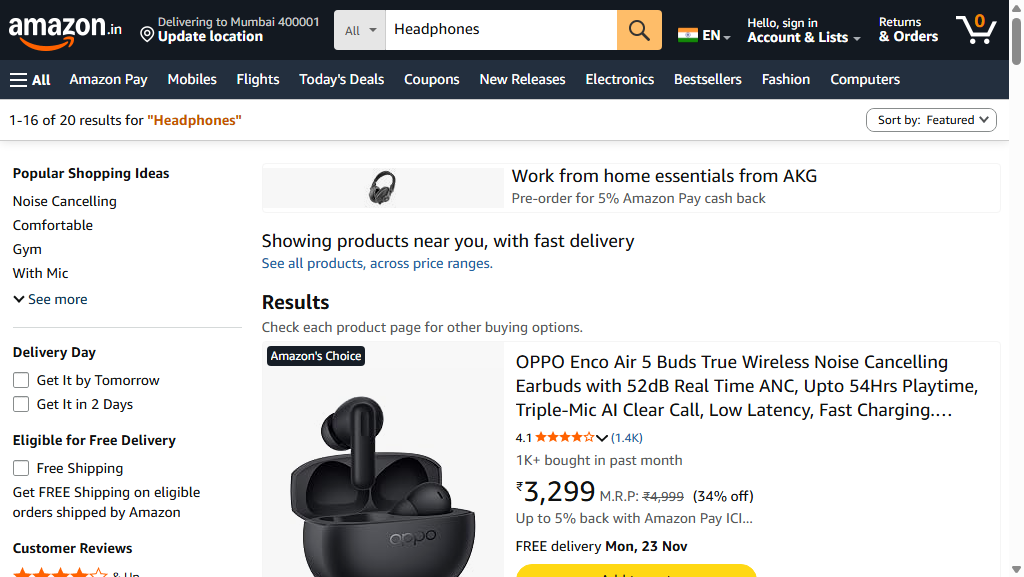 amazon.in
Delivering to Mumbai 400001
Update location
All
Headphones
EN
Hello, sign in
Account & Lists
Returns
& Orders
0
All
Amazon Pay
Mobiles
Flights
Today's Deals
Coupons
New Releases
Electronics
Bestsellers
Fashion
Computers
1-16 of 20 results for "Headphones"
Sort by: Featured
Popular Shopping Ideas
Noise Cancelling
Comfortable
Gym
With Mic
See more
Delivery Day
Get It by Tomorrow
Get It in 2 Days
Eligible for Free Delivery
Free Shipping
Get FREE Shipping on eligible
orders shipped by Amazon
Customer Reviews
& Up
Work from home essentials from AKG
Pre-order for 5% Amazon Pay cash back
Showing products near you, with fast delivery
See all products, across price ranges.
Results
Check each product page for other buying options.
Amazon's Choice
oppo
OPPO Enco Air 5 Buds True Wireless Noise Cancelling
Earbuds with 52dB Real Time ANC, Upto 54Hrs Playtime,
Triple-Mic AI Clear Call, Low Latency, Fast Charging.…
4.1 (1.4K)
1K+ bought in past month
₹3,299 M.R.P: ₹4,999 (34% off)
Up to 5% back with Amazon Pay ICI…
FREE delivery Mon, 23 Nov